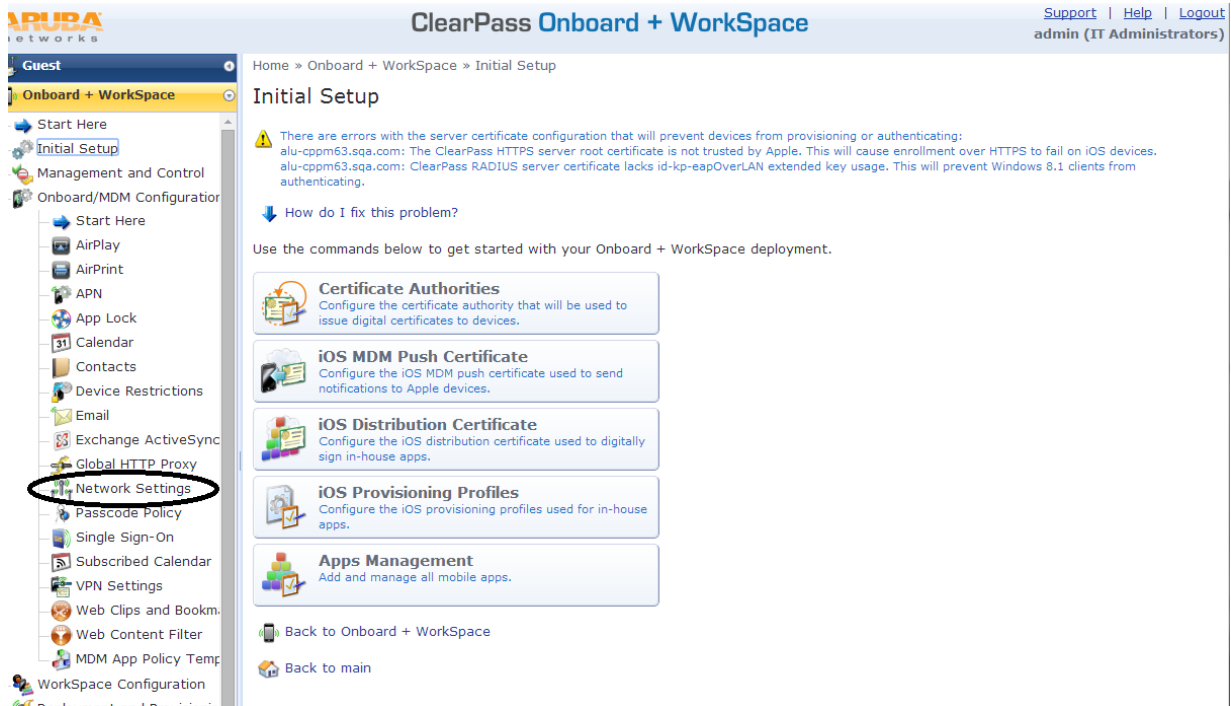 ARUBA
networks
ClearPass Onboard + WorkSpace
Support | Help | Logout
admin (IT Administrators)
Guest
Onboard + WorkSpace
Start Here
Initial Setup
Management and Control
Onboard/MDM Configuration
Start Here
AirPlay
AirPrint
APN
App Lock
31
Calendar
Contacts
Device Restrictions
Email
Exchange ActiveSync
Global HTTP Proxy
Network Settings
Passcode Policy
Single Sign-On
Subscribed Calendar
VPN Settings
Web Clips and Bookm
Web Content Filter
MDM App Policy Temp
WorkSpace Configuration
Home » Onboard + WorkSpace » Initial Setup
Initial Setup
There are errors with the server certificate configuration that will prevent devices from provisioning or authenticating:
alu-cppm63.sqa.com: The ClearPass HTTPS server root certificate is not trusted by Apple. This will cause enrollment over HTTPS to fail on iOS devices.
alu-cppm63.sqa.com: ClearPass RADIUS server certificate lacks id-kp-eapOverLAN extended key usage. This will prevent Windows 8.1 clients from
authenticating.
How do I fix this problem?
Use the commands below to get started with your Onboard + WorkSpace deployment.
Certificate Authorities
Configure the certificate authority that will be used to
issue digital certificates to devices.
iOS MDM Push Certificate
Configure the iOS MDM push certificate used to send
notifications to Apple devices.
iOS Distribution Certificate
Configure the iOS distribution certificate used to digitally
sign in-house apps.
iOS Provisioning Profiles
Configure the iOS provisioning profiles used for in-house
apps.
Apps Management
Add and manage all mobile apps.
Back to Onboard + WorkSpace
Back to main